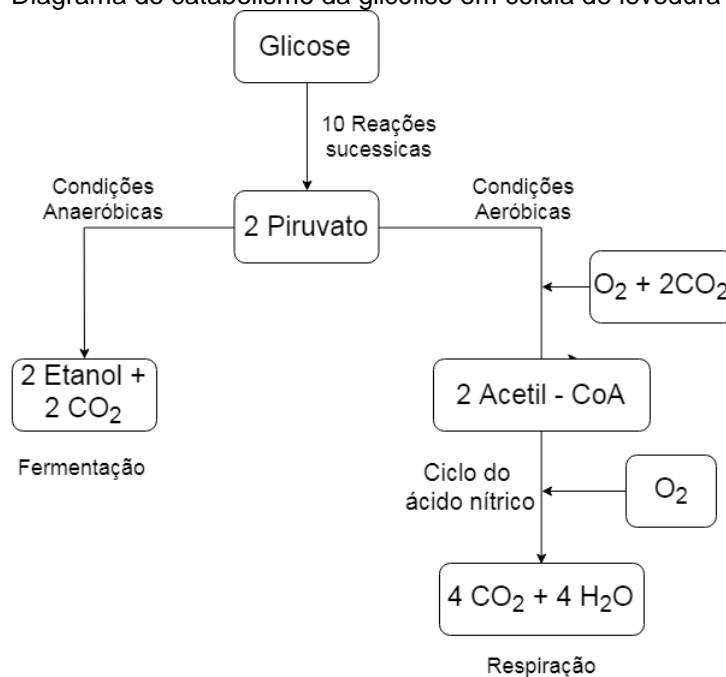 Diagrama do catabolismo da glicólise em célula de levedura
Glicose
10 Reações
sucessicas
Condições
Anaeróbicas
2 Piruvato
Condições
Aeróbicas
O₂ + 2CO₂
2 Etanol +
2 CO₂
2 Acetil - CoA
Fermentação
Ciclo do
ácido nítrico
O₂
4 CO₂ + 4 H₂O
Respiração